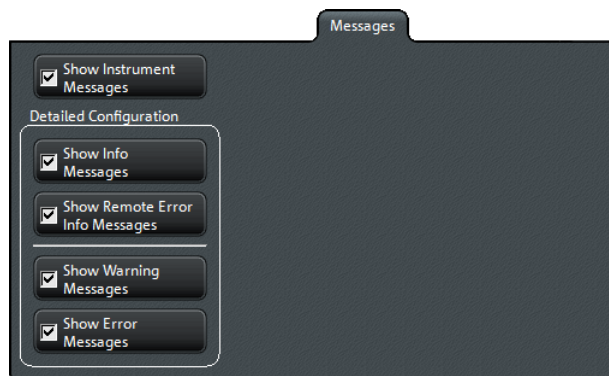 Messages
Show Instrument
Messages
Detailed Configuration
Show Info
Messages
Show Remote Error
Info Messages
Show Warning
Messages
Show Error
Messages